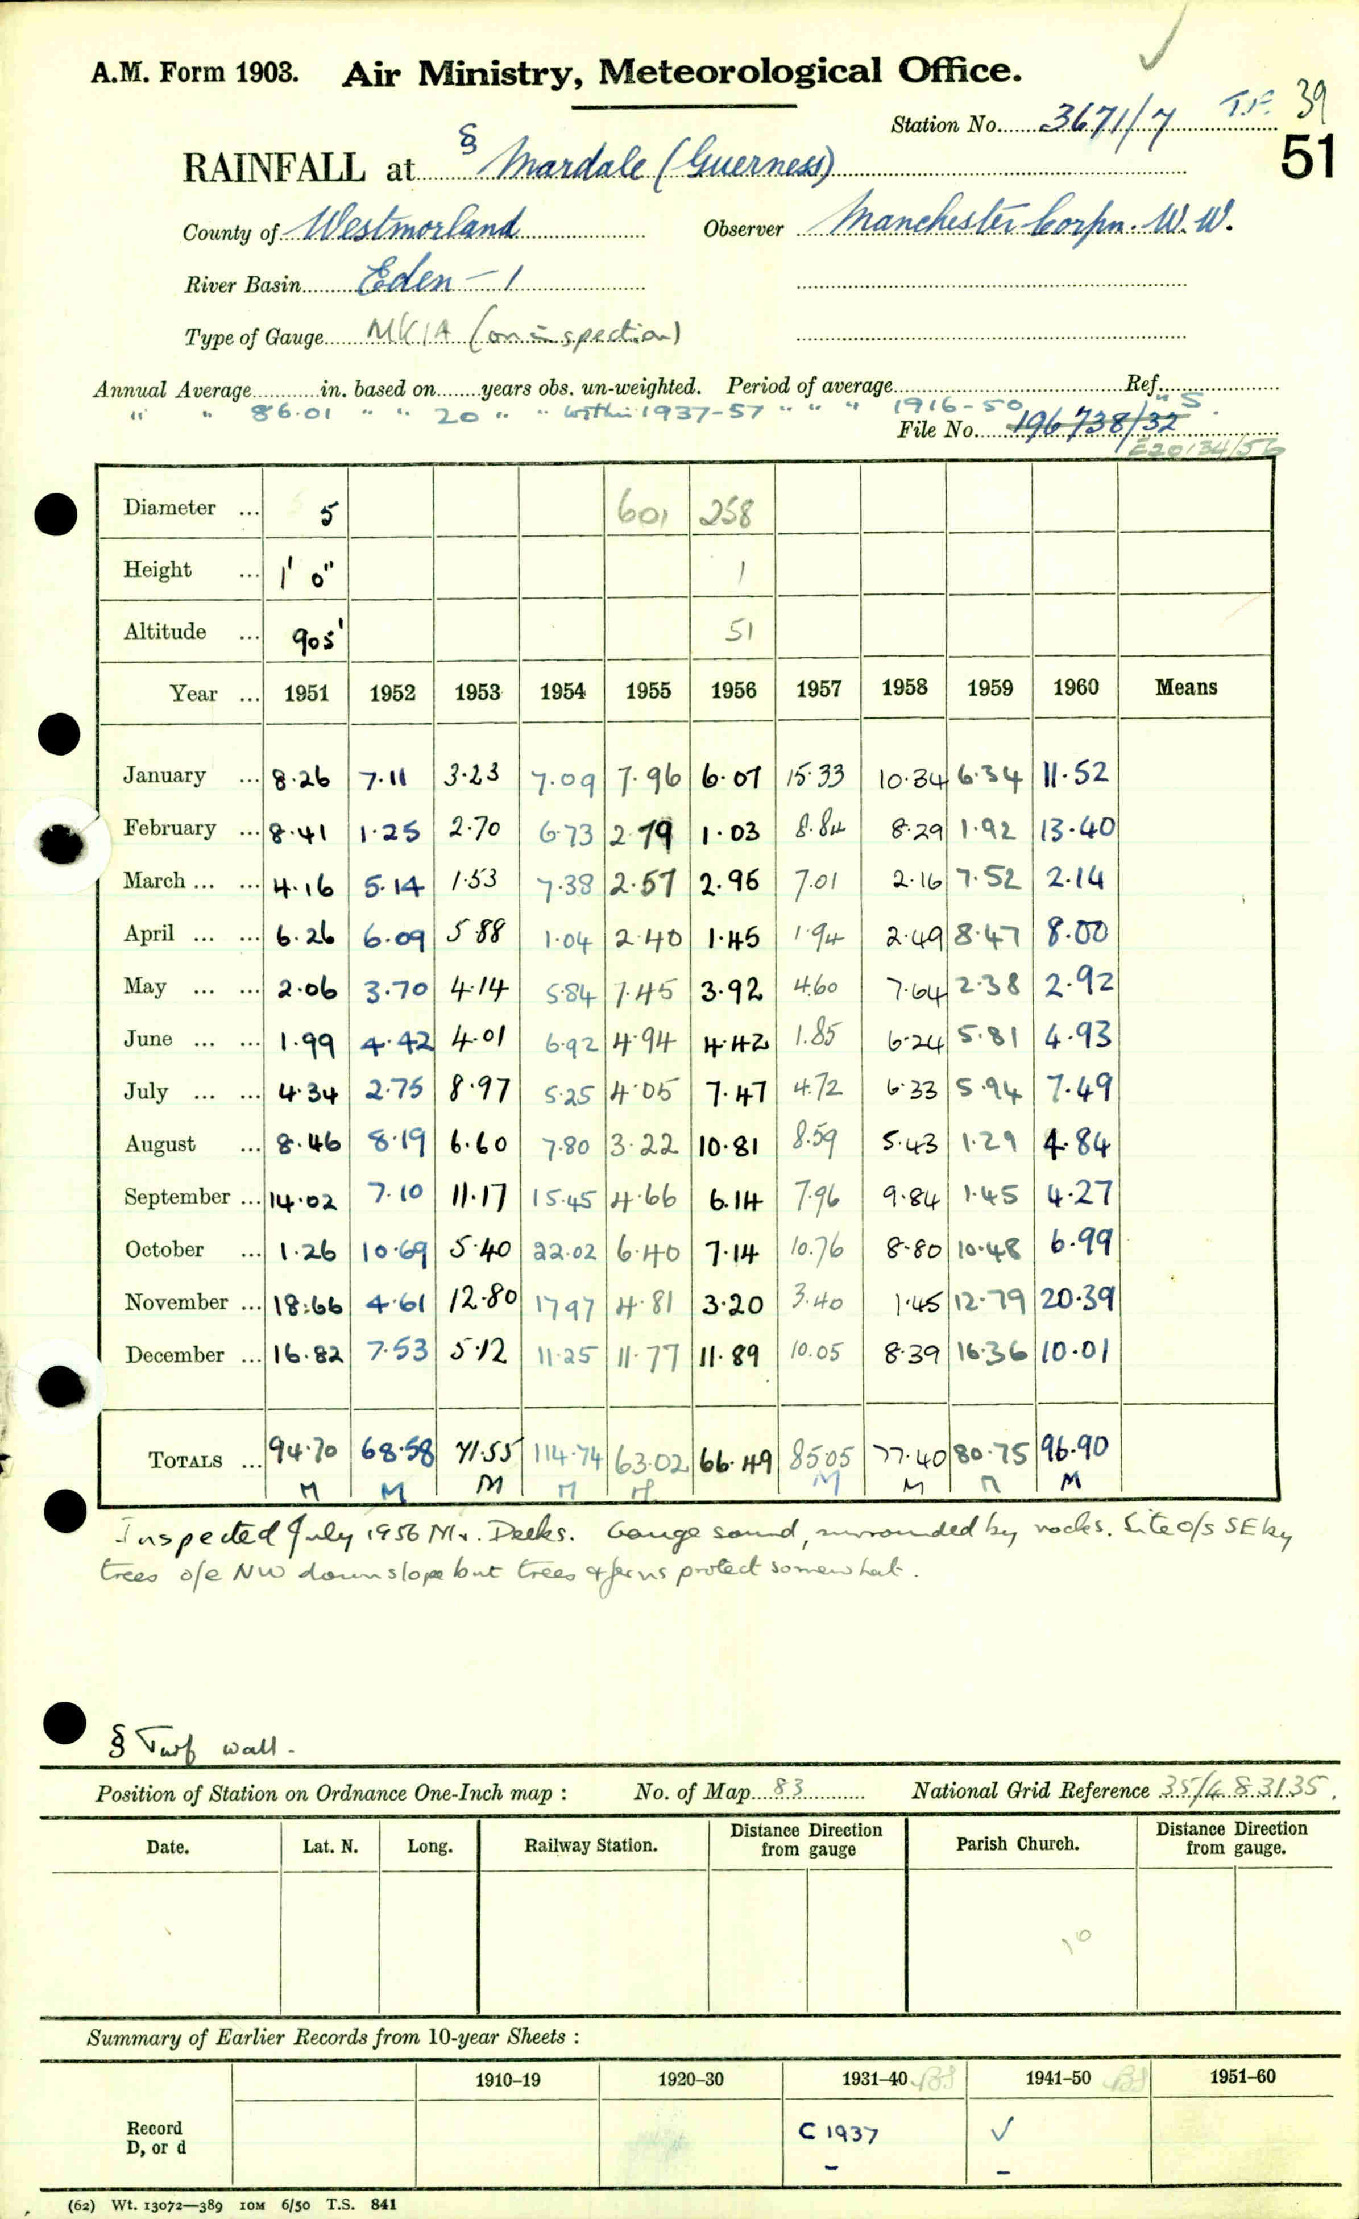 A.M. Form 1903. Air Ministry, Meteorological Office.
Station No. 3671/7 T.F. 39
51
RAINFALL at § Mardale (Guerness)
County of Westmorland Observer Manchester Corpn. W.W.
River Basin Eden - 1
Type of Gauge MK1A (on inspection)
Annual Average............in. based on........years obs. un-weighted. Period of average........Ref........
" " 86.01 " " 20 " " within 1937-57 " " " 1916-50 " S.
File No. 196738/32
E20134/56
Diameter ... 5 601 258
Height ... 1' 0" 1
Altitude ... 905' 51
Year ... 1951 1952 1953 1954 1955 1956 1957 1958 1959 1960 Means
January ... 8.26 7.11 3.23 7.09 7.96 6.07 15.33 10.34 6.34 11.52
February ... 8.41 1.25 2.70 6.73 2.79 1.03 8.84 8.29 1.92 13.40
March ... ... 4.16 5.14 1.53 7.38 2.57 2.95 7.01 2.16 7.52 2.14
April ... ... 6.26 6.09 5.88 1.04 2.40 1.45 1.94 2.49 8.47 8.00
May ... ... 2.06 3.70 4.14 5.84 7.45 3.92 4.60 7.64 2.38 2.92
June ... ... 1.99 4.42 4.01 6.92 4.94 4.42 1.85 6.24 5.81 4.93
July ... ... 4.34 2.75 8.97 5.25 4.05 7.47 4.72 6.33 5.94 7.49
August ... 8.46 8.19 6.60 7.80 3.22 10.81 8.59 5.43 1.29 4.84
September ... 14.02 7.10 11.17 15.45 4.66 6.14 7.96 9.84 1.45 4.27
October ... 1.26 10.69 5.40 22.02 6.40 7.14 10.76 8.80 10.48 6.99
November ... 18.66 4.61 12.80 17.97 4.81 3.20 3.40 1.45 12.79 20.39
December ... 16.82 7.53 5.12 11.25 11.77 11.89 10.05 8.39 16.36 10.01
TOTALS ... 94.70 68.58 71.55 114.74 63.02 66.49 85.05 77.40 80.75 96.90
M M M M M M M M M
Inspected July 1956 Mr. Deeks. Gauge sound, surrounded by rocks. Site o/s SE by
trees o/e NW downslope but trees & ferns protect somewhat.
§ Turf wall.
Position of Station on Ordnance One-Inch map : No. of Map 83 National Grid Reference 35/483135.
Date. Lat. N. Long. Railway Station. Distance from gauge Direction Parish Church. Distance from gauge. Direction
10
Summary of Earlier Records from 10-year Sheets :
1910-19 1920-30 1931-40 1941-50 1951-60
Record C 1937 ✓
D, or d - -
(62) Wt. 13072—389 10M 6/50 T.S. 841